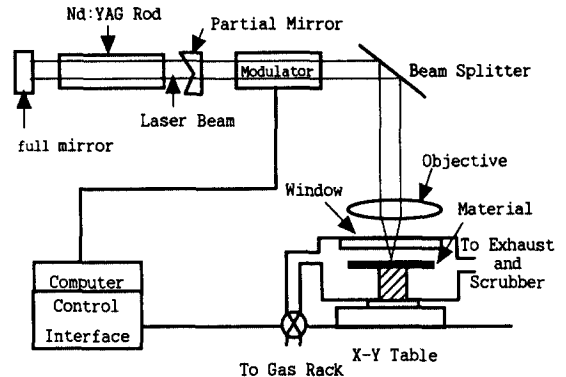 Nd:YAG Rod
Partial Mirror
Modulator
Beam Splitter
Laser Beam
full mirror
Objective
Window
Material
To Exhaust
and
Scrubber
Computer
Control
Interface
X-Y Table
To Gas Rack